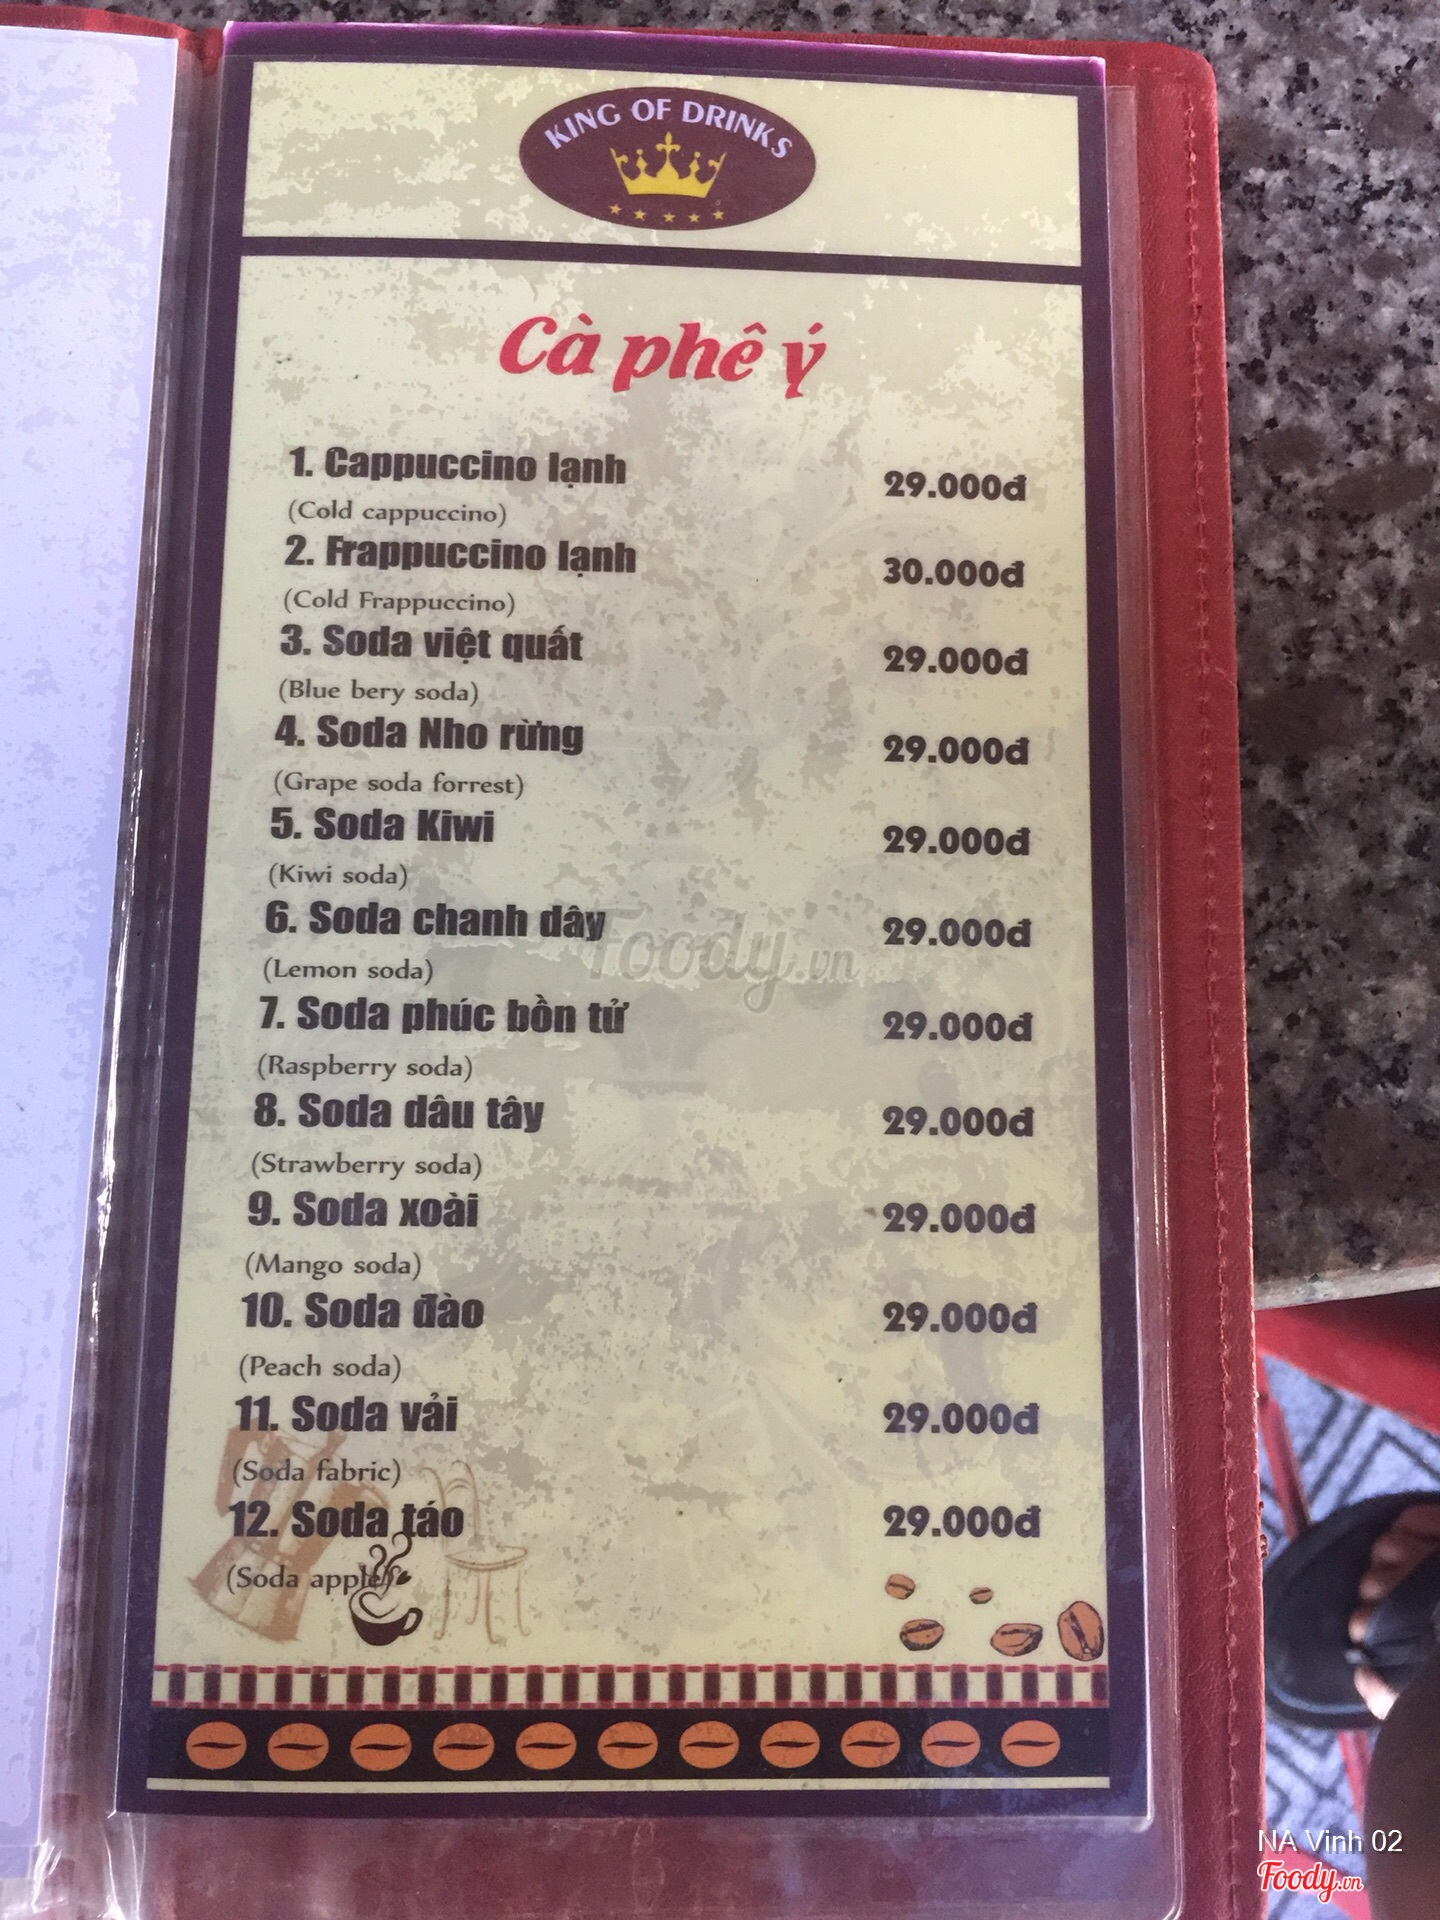 KING OF DRINKS
Cà phê ý
1. Cappuccino lạnh 29.000đ
(Cold cappuccino)
2. Frappuccino lạnh 30.000đ
(Cold Frappuccino)
3. Soda việt quất 29.000đ
(Blue bery soda)
4. Soda Nho rừng 29.000đ
(Grape soda forrest)
5. Soda Kiwi 29.000đ
(Kiwi soda)
6. Soda chanh dây 29.000đ
(Lemon soda)
7. Soda phúc bồn tử 29.000đ
(Raspberry soda)
8. Soda dâu tây 29.000đ
(Strawberry soda)
9. Soda xoài 29.000đ
(Mango soda)
10. Soda đào 29.000đ
(Peach soda)
11. Soda vải 29.000đ
(Soda fabric)
12. Soda táo 29.000đ
(Soda apple)
Foody.vn
NA Vinh 02
Foody.vn